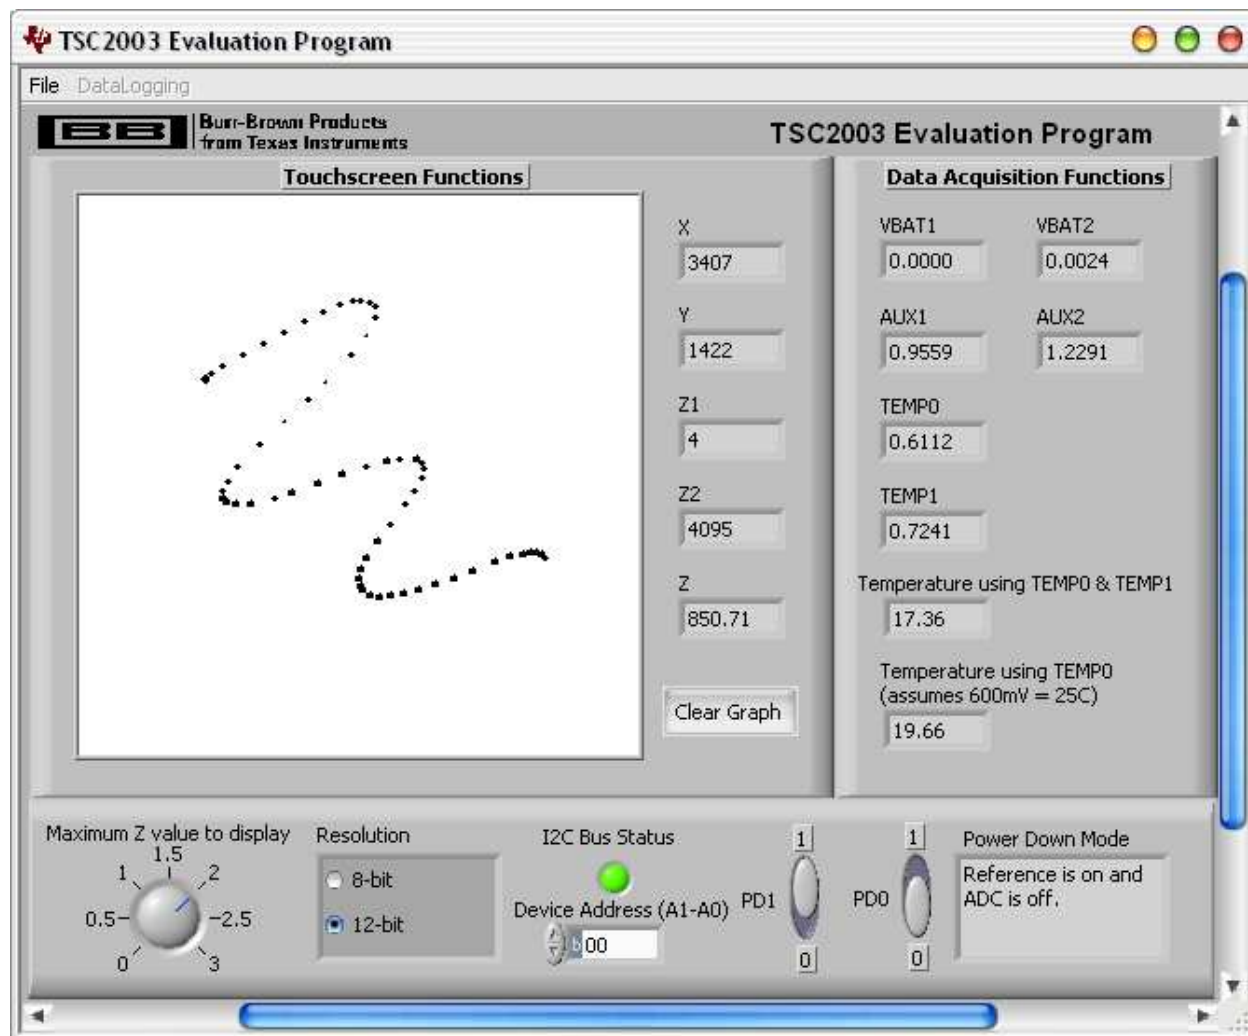 TSC2003 Evaluation Program
File DataLogging
BB Burr-Brown Products
from Texas Instruments
TSC2003 Evaluation Program
Touchscreen Functions
X
3407
Y
1422
Z1
4
Z2
4095
Z
850.71
Clear Graph
Data Acquisition Functions
VBAT1 VBAT2
0.0000 0.0024
AUX1 AUX2
0.9559 1.2291
TEMP0
0.6112
TEMP1
0.7241
Temperature using TEMP0 & TEMP1
17.36
Temperature using TEMP0
(assumes 600mV = 25C)
19.66
Maximum Z value to display
0 0.5 1 1.5 2 2.5 3
Resolution
8-bit
12-bit
I2C Bus Status
Device Address (A1-A0)
b 00
PD1
1
0
PD0
1
0
Power Down Mode
Reference is on and
ADC is off.